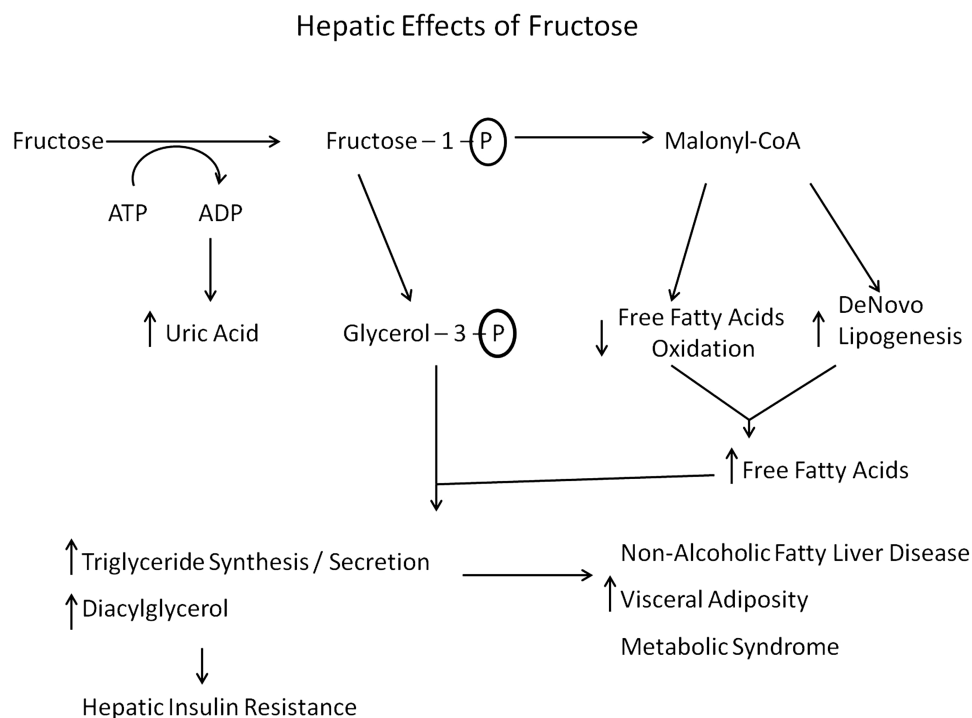 Hepatic Effects of Fructose
Fructose
Fructose – 1 – P
Malonyl-CoA
ATP
ADP
↑ Uric Acid
Glycerol – 3 – P
↓ Free Fatty Acids
Oxidation
↑ DeNovo
Lipogenesis
↑ Free Fatty Acids
↑ Triglyceride Synthesis / Secretion
↑ Diacylglycerol
Hepatic Insulin Resistance
Non-Alcoholic Fatty Liver Disease
↑ Visceral Adiposity
Metabolic Syndrome